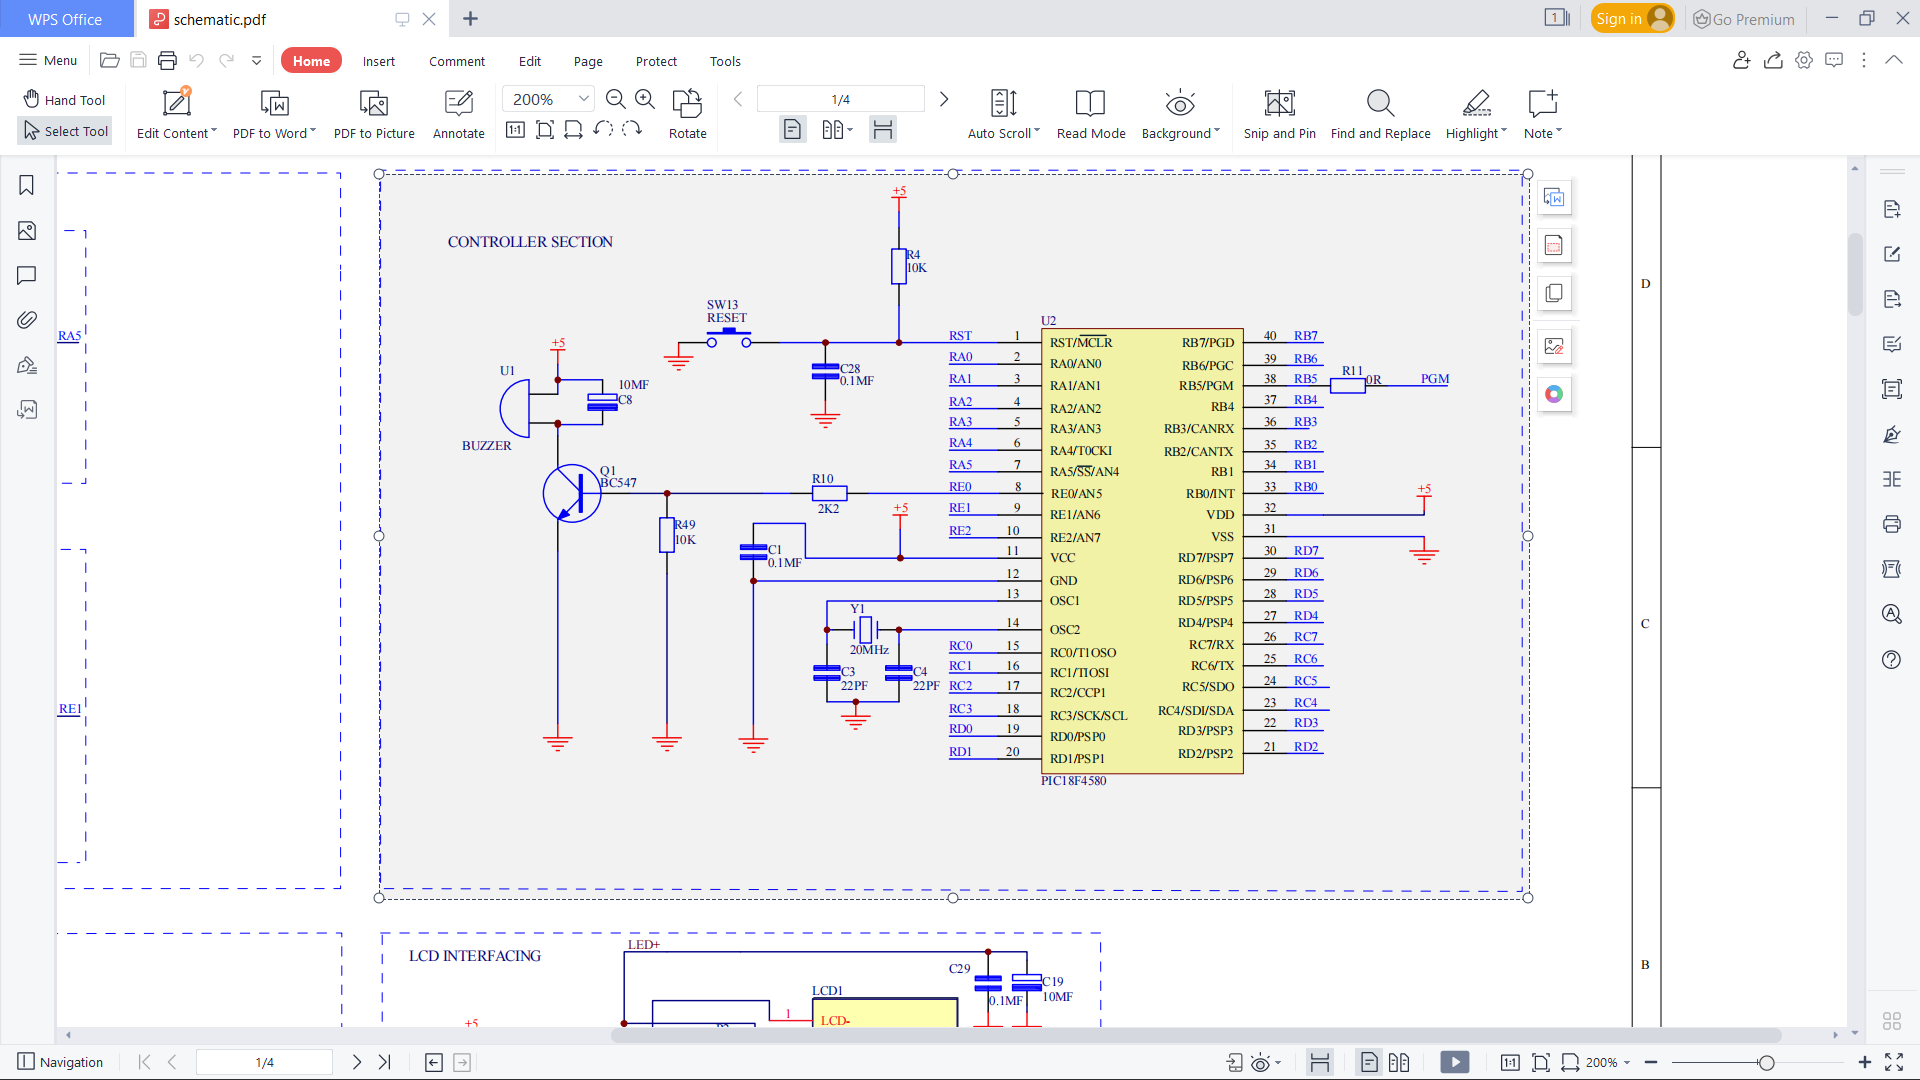 WPS Office
schematic.pdf
1
Sign in
Go Premium
Menu
Home
Insert
Comment
Edit
Page
Protect
Tools
Hand Tool
Select Tool
Edit Content
PDF to Word
PDF to Picture
Annotate
200%
1:1
Rotate
1/4
Auto Scroll
Read Mode
Background
Snip and Pin
Find and Replace
Highlight
Note
CONTROLLER SECTION
+5
R4
10K
SW13
RESET
C28
0.1MF
+5
U1
10MF
C8
BUZZER
Q1
BC547
R49
10K
R10
2K2
+5
C1
0.1MF
Y1
20MHz
C3
22PF
C4
22PF
U2
RST 1 RST/MCLR
RA0 2 RA0/AN0
RA1 3 RA1/AN1
RA2 4 RA2/AN2
RA3 5 RA3/AN3
RA4 6 RA4/T0CKI
RA5 7 RA5/SS/AN4
RE0 8 RE0/AN5
RE1 9 RE1/AN6
RE2 10 RE2/AN7
11 VCC
12 GND
13 OSC1
14 OSC2
RC0 15 RC0/T1OSO
RC1 16 RC1/TIOSI
RC2 17 RC2/CCP1
RC3 18 RC3/SCK/SCL
RD0 19 RD0/PSP0
RD1 20 RD1/PSP1
RB7/PGD 40 RB7
RB6/PGC 39 RB6
RB5/PGM 38 RB5
RB4 37 RB4
RB3/CANRX 36 RB3
RB2/CANTX 35 RB2
RB1 34 RB1
RB0/INT 33 RB0
VDD 32
VSS 31
RD7/PSP7 30 RD7
RD6/PSP6 29 RD6
RD5/PSP5 28 RD5
RD4/PSP4 27 RD4
RC7/RX 26 RC7
RC6/TX 25 RC6
RC5/SDO 24 RC5
RC4/SDI/SDA 23 RC4
RD3/PSP3 22 RD3
RD2/PSP2 21 RD2
PIC18F4580
R11
0R
PGM
+5
RA5
RE1
D
C
B
LCD INTERFACING
LED+
C29
0.1MF
C19
10MF
LCD1
1
LCD-
+5
Navigation
1/4
1:1
200%